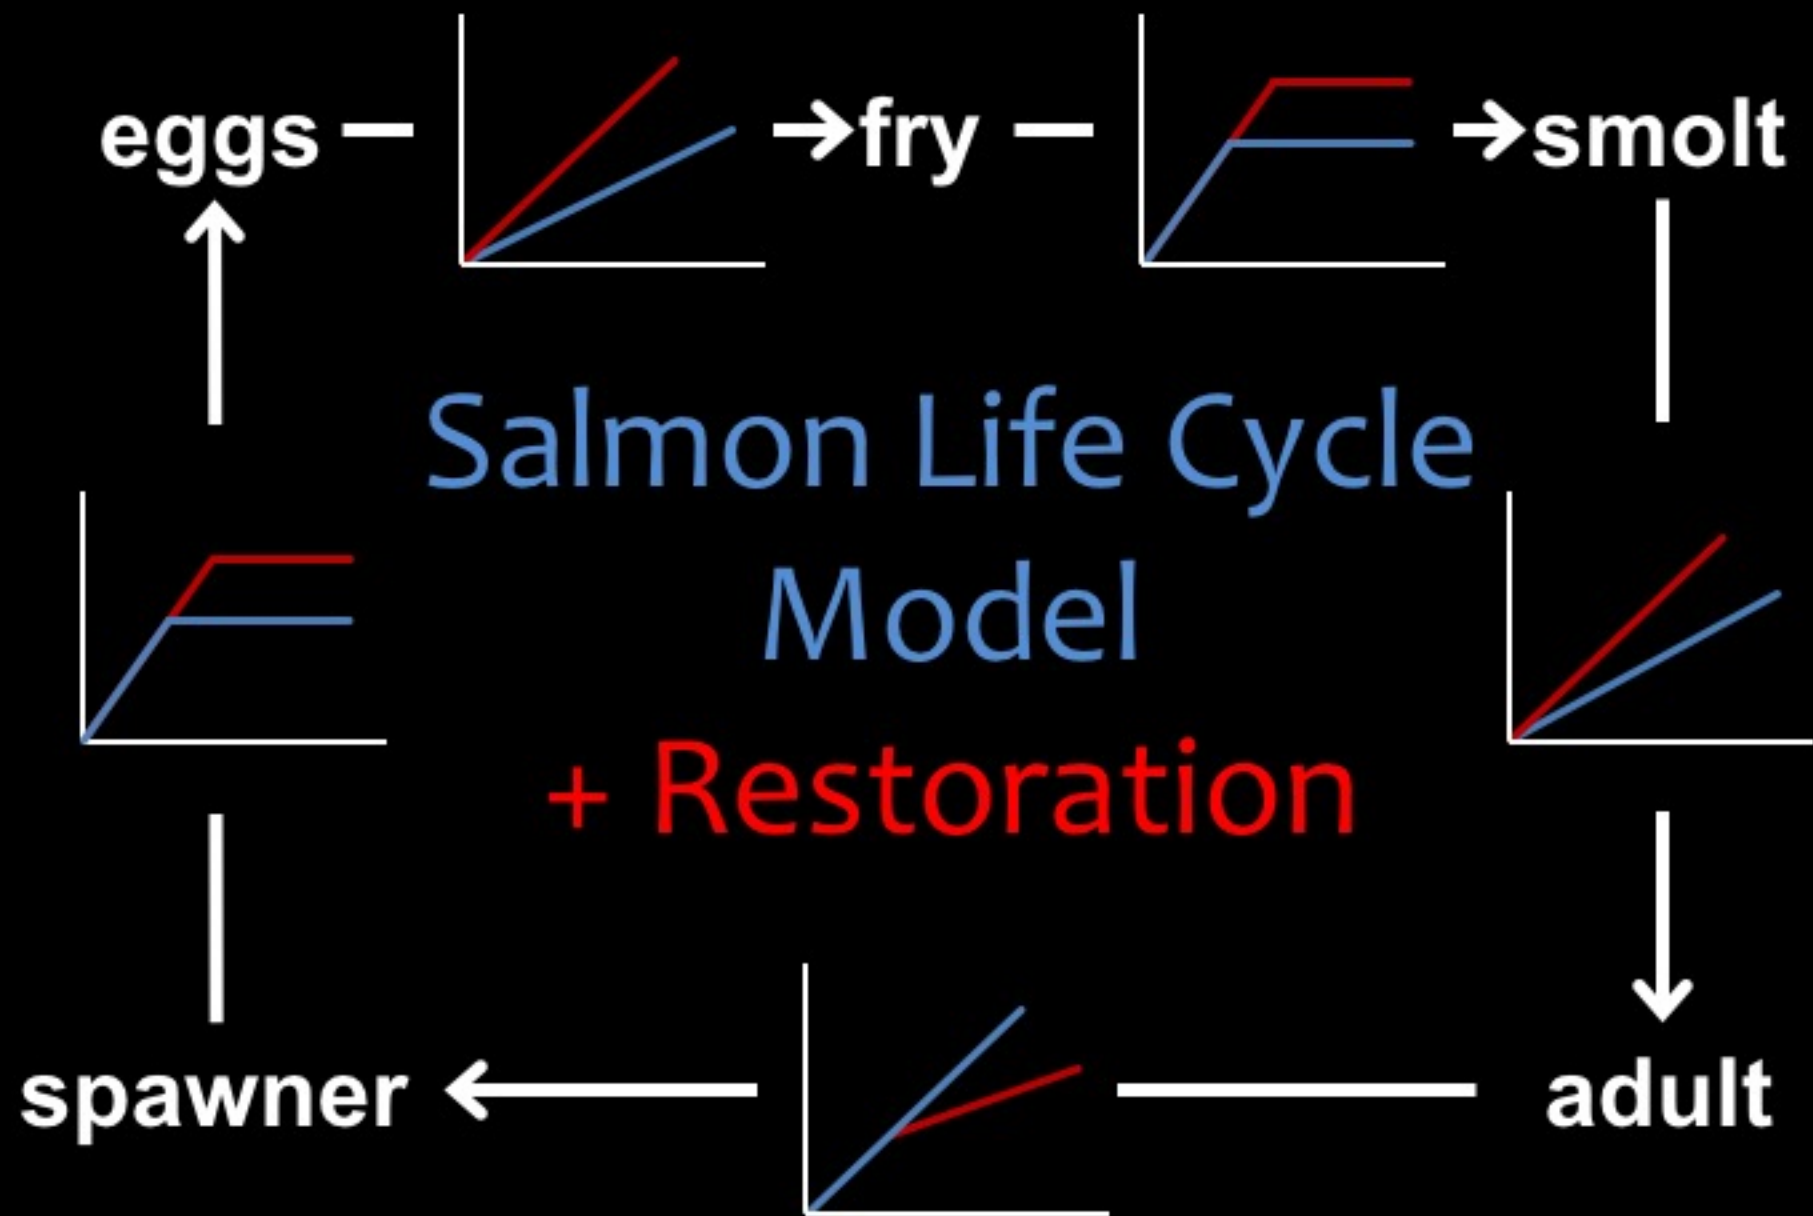 eggs
fry
smolt
Salmon Life Cycle
Model
+ Restoration
spawner
adult